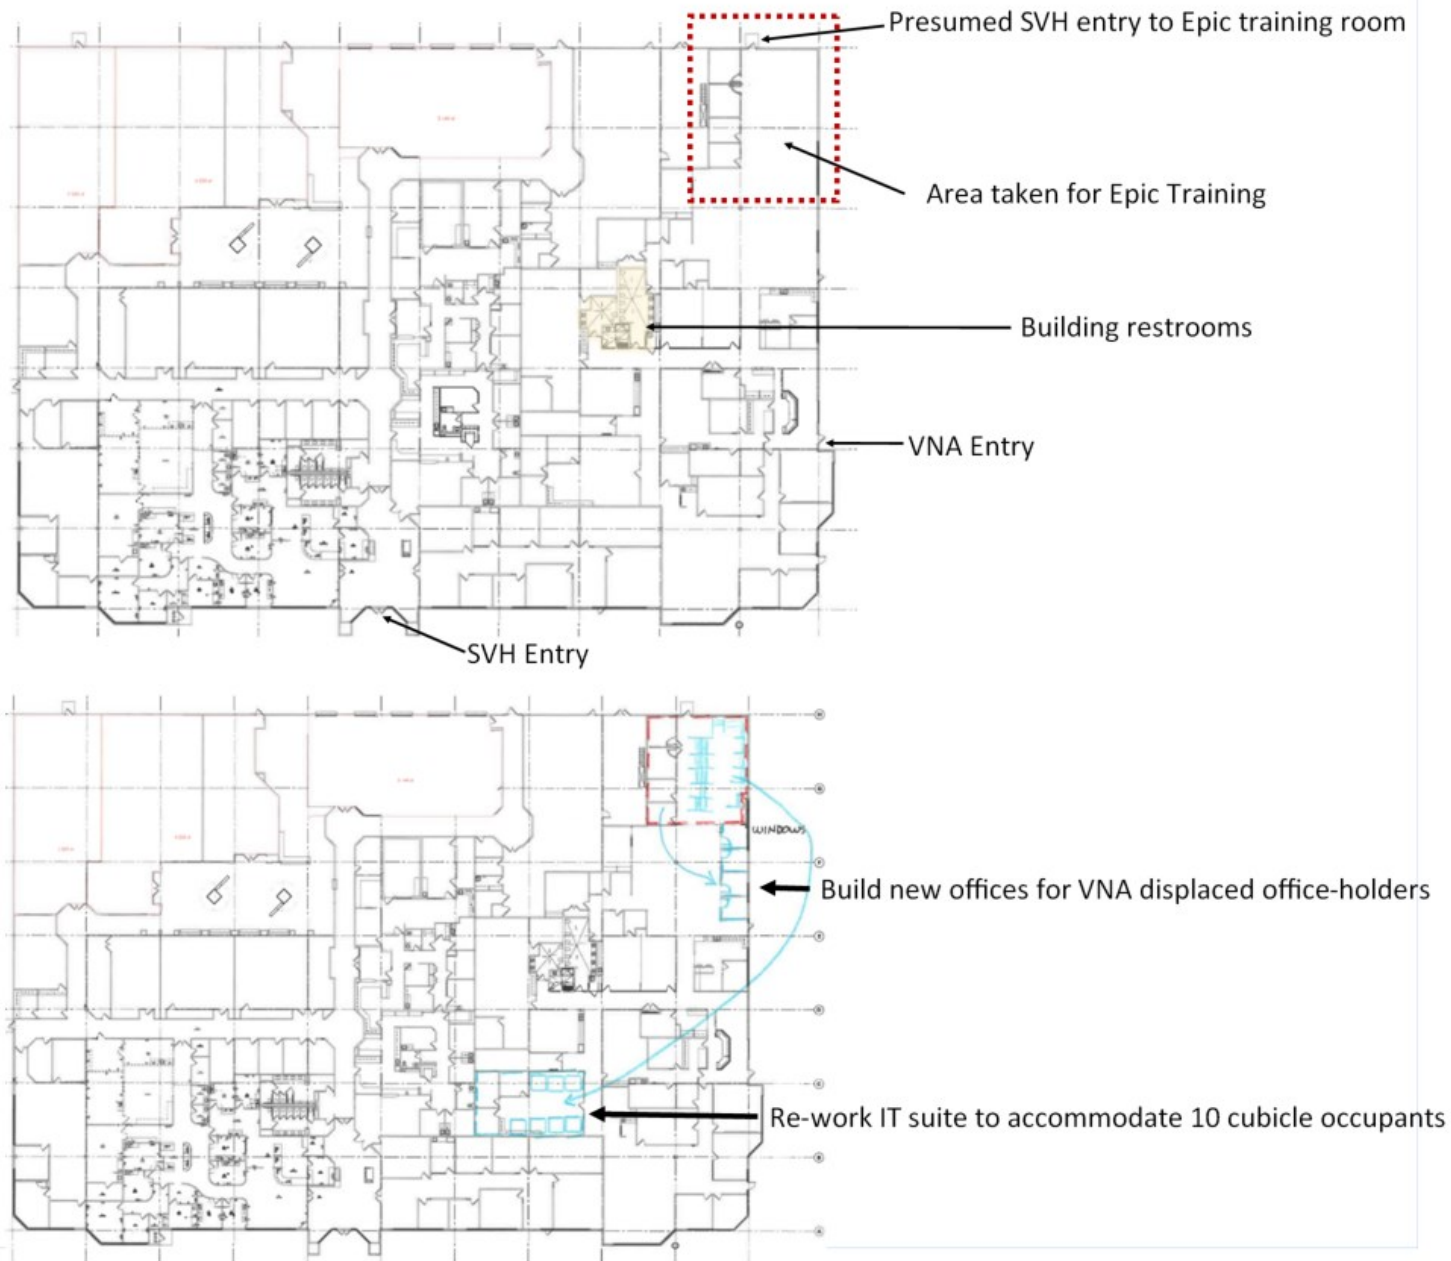 Presumed SVH entry to Epic training room
Area taken for Epic Training
Building restrooms
VNA Entry
SVH Entry
WINDOWS
Build new offices for VNA displaced office-holders
Re-work IT suite to accommodate 10 cubicle occupants